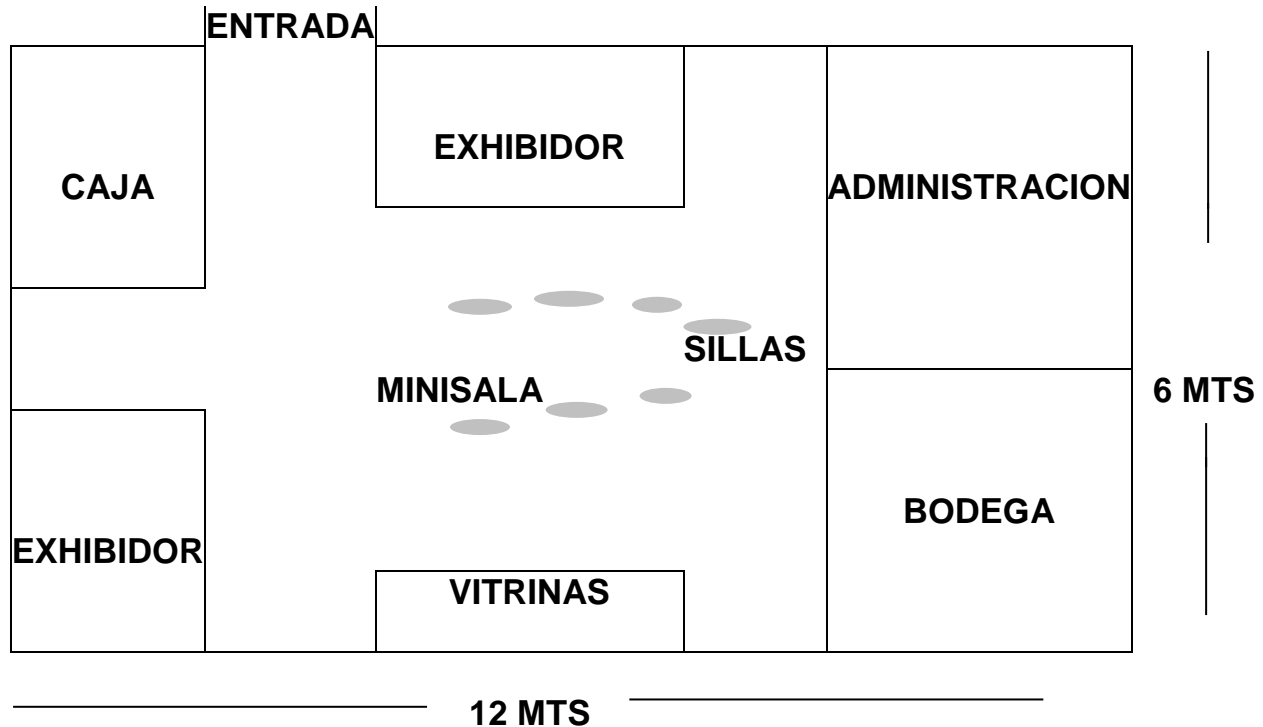 ENTRADA
EXHIBIDOR
CAJA
ADMINISTRACION
SILLAS
MINISALA
6 MTS
BODEGA
EXHIBIDOR
VITRINAS
12 MTS